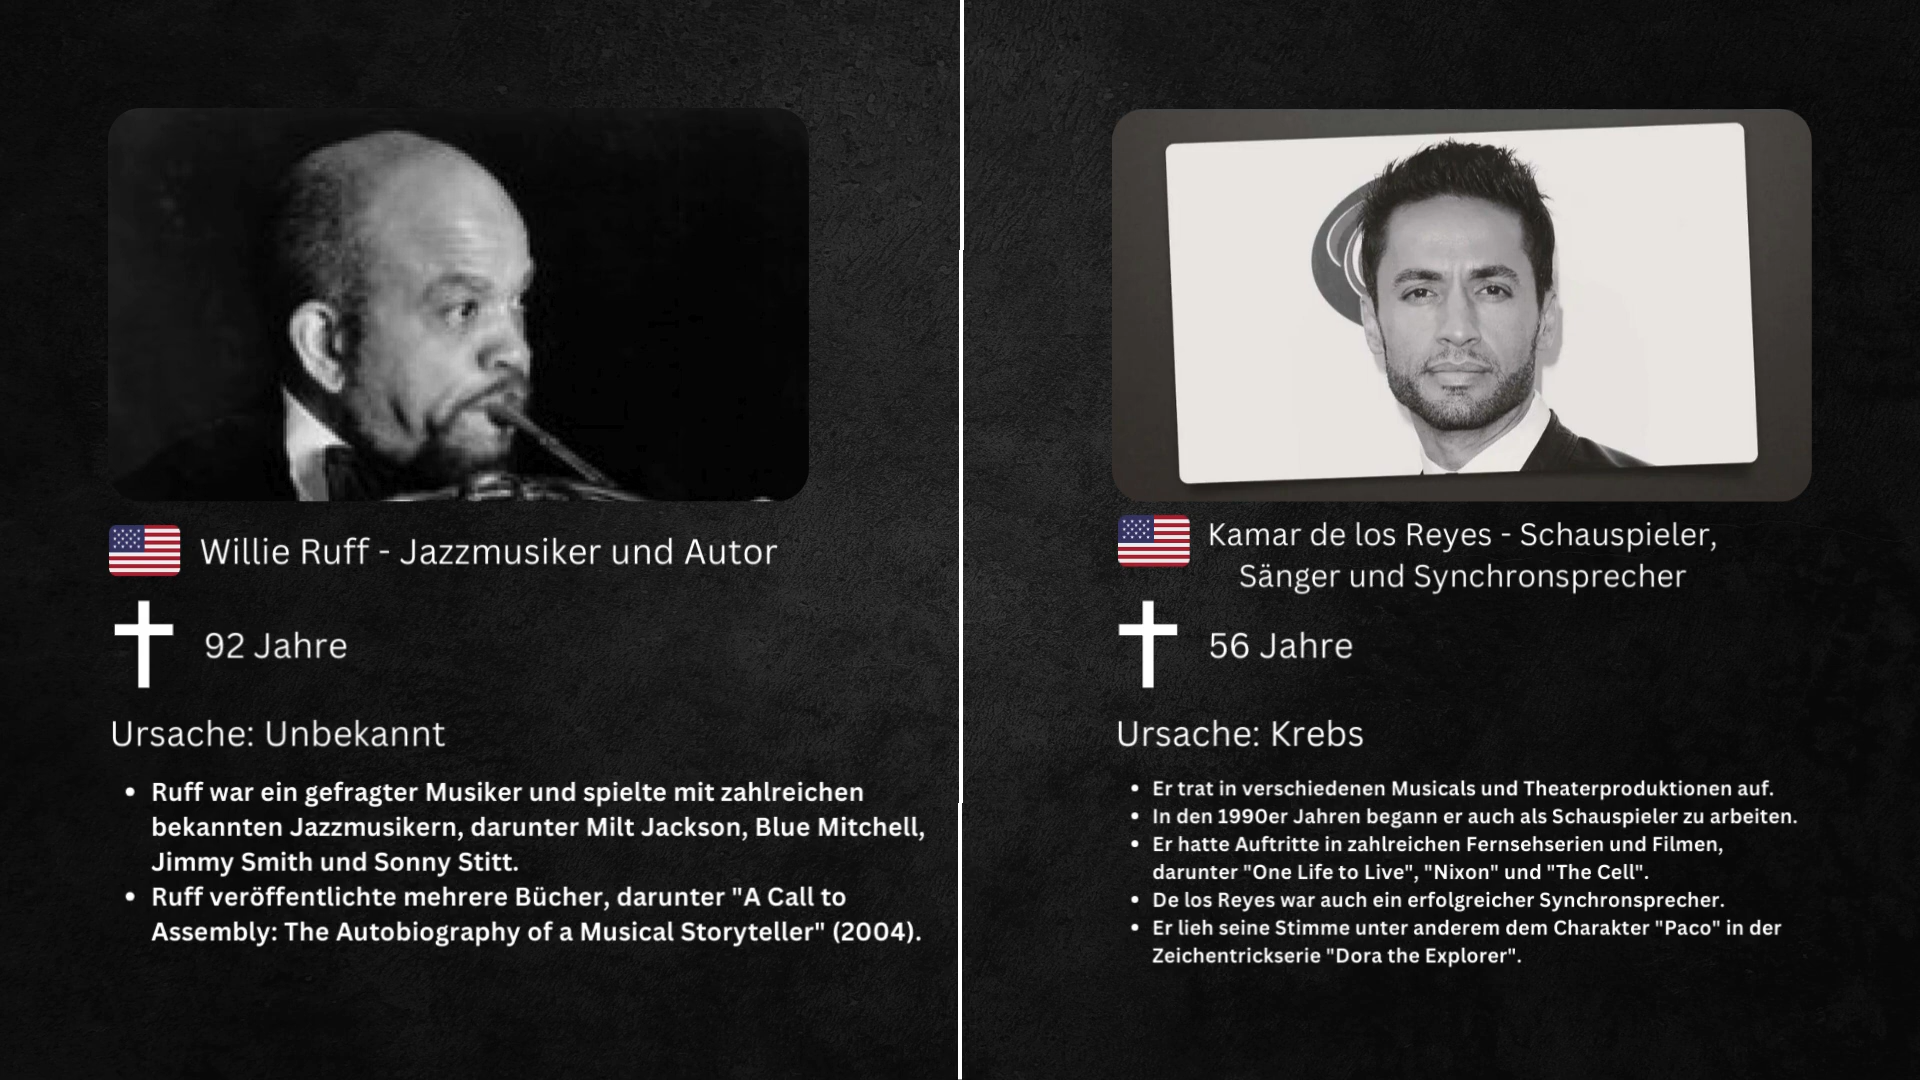 Willie Ruff - Jazzmusiker und Autor
92 Jahre
Ursache: Unbekannt
• Ruff war ein gefragter Musiker und spielte mit zahlreichen
bekannten Jazzmusikern, darunter Milt Jackson, Blue Mitchell,
Jimmy Smith und Sonny Stitt.
• Ruff veröffentlichte mehrere Bücher, darunter "A Call to
Assembly: The Autobiography of a Musical Storyteller" (2004).
Kamar de los Reyes - Schauspieler,
Sänger und Synchronsprecher
56 Jahre
Ursache: Krebs
• Er trat in verschiedenen Musicals und Theaterproduktionen auf.
• In den 1990er Jahren begann er auch als Schauspieler zu arbeiten.
• Er hatte Auftritte in zahlreichen Fernsehserien und Filmen,
darunter "One Life to Live", "Nixon" und "The Cell".
• De los Reyes war auch ein erfolgreicher Synchronsprecher.
• Er lieh seine Stimme unter anderem dem Charakter "Paco" in der
Zeichentrickserie "Dora the Explorer".